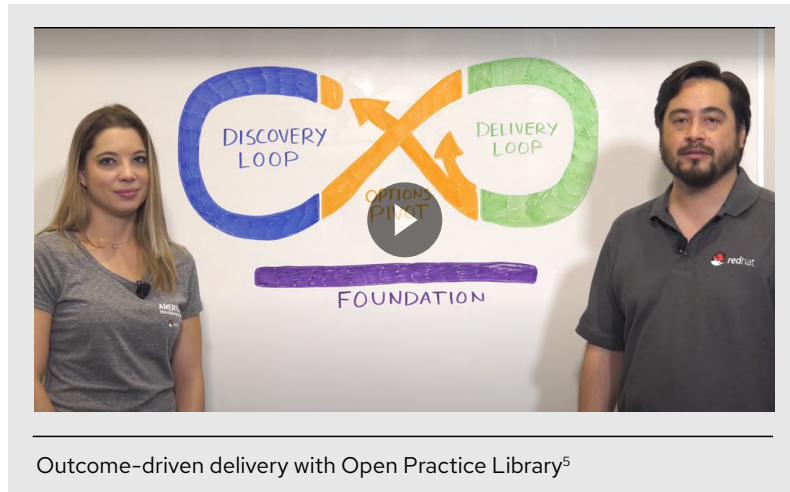 DISCOVERY
LOOP
DELIVERY
LOOP
OPTIONS
PIVOT
FOUNDATION
redhat.
Outcome-driven delivery with Open Practice Library5